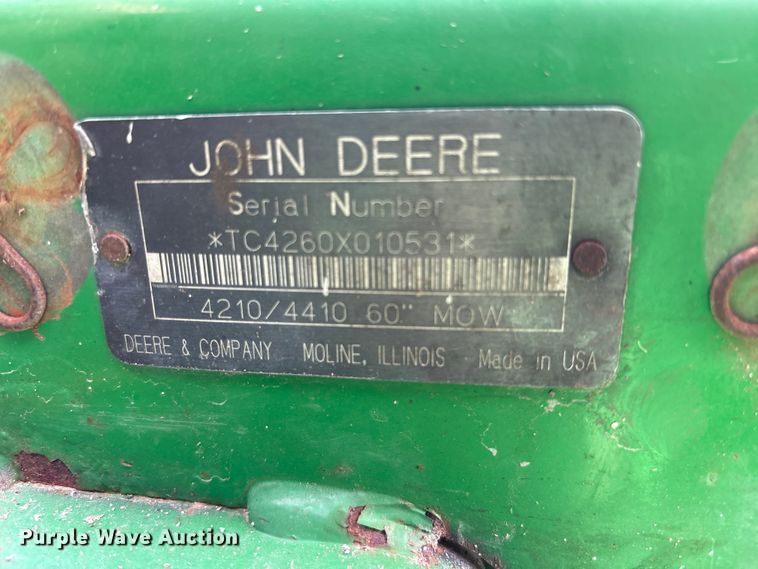 JOHN DEERE
Serial Number
*TC4260X010531*
4210/4410 60" MOW
DEERE & COMPANY MOLINE, ILLINOIS Made in USA
Purple Wave Auction